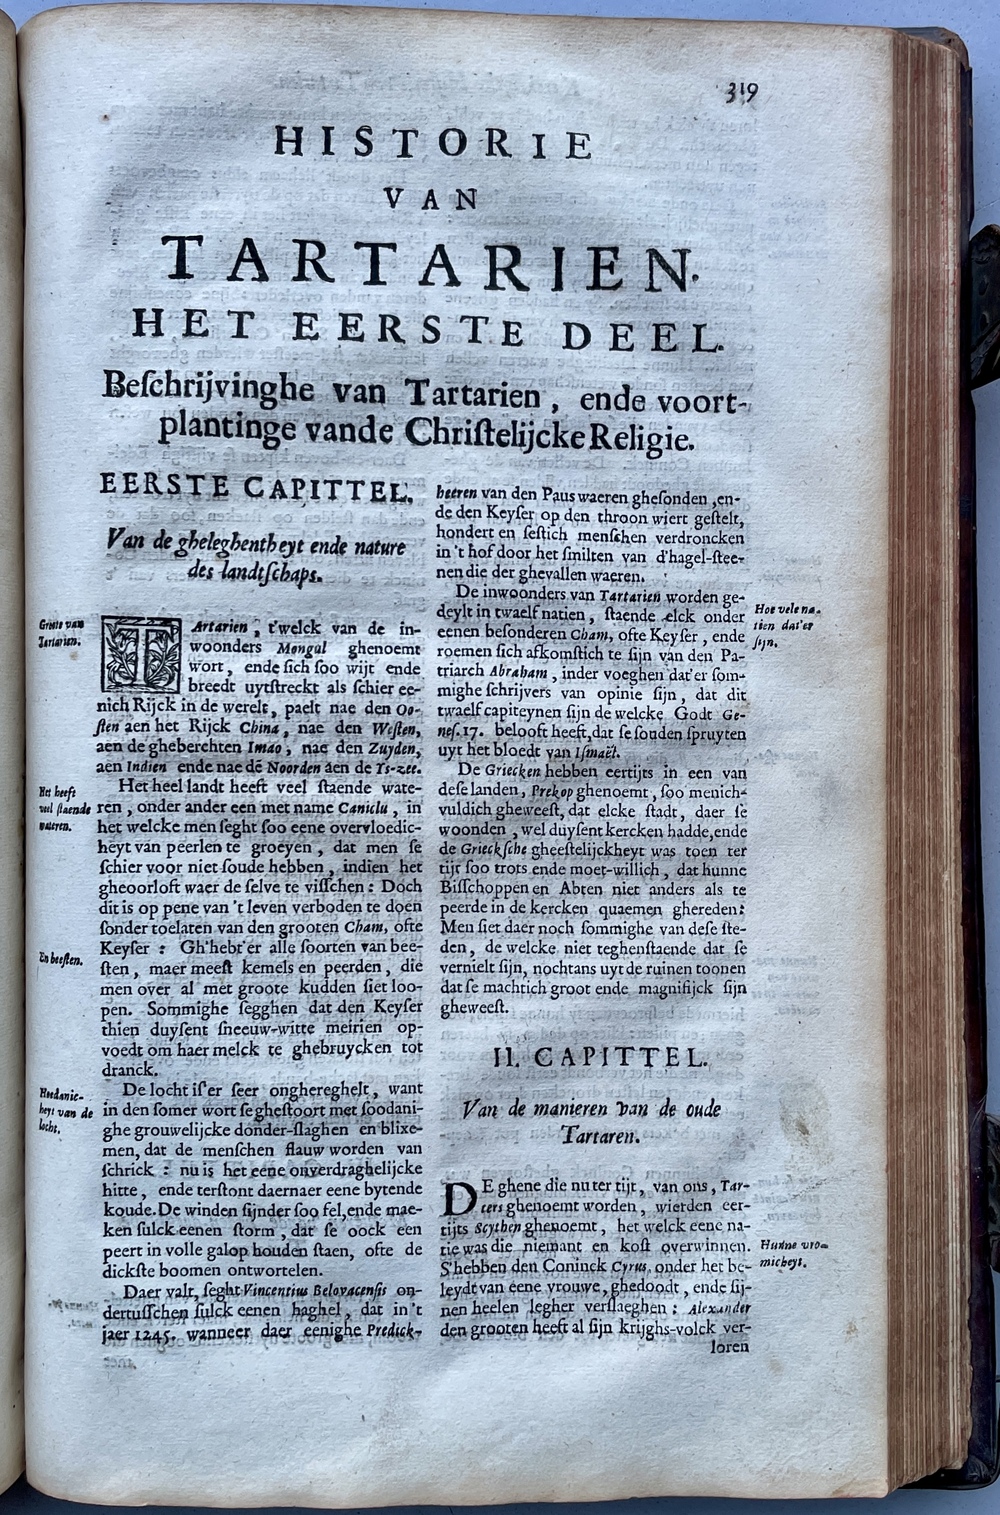 319
HISTORIE
VAN
TARTARIEN.
HET EERSTE DEEL.
Beſchrijvinghe van Tartarien, ende voort-
plantinge vande Chriſtelijcke Religie.
EERSTE CAPITTEL.
Van de gheleghentheyt ende nature
des landtſchaps.
Groote van
Tartarien.
TArtarien, t'welck van de in-
woonders Mongal ghenoemt
wort, ende ſich ſoo wijt ende
breedt uytſtreckt als ſchier ee-
nich Rijck in de werelt, paelt nae den Oo-
ſten aen het Rijck China, nae den Weſten,
aen de gheberchten Imao, nae den Zuyden,
aen Indien ende nae dē Noorden aen de Ts-zee.
Het heeft
veel ſtaende
wateren.
Het heel landt heeft veel ſtaende wate-
ren, onder ander een met name Caniclu, in
het welcke men ſeght ſoo eene overvloedic-
heyt van peerlen te groeyen, dat men ſe
ſchier voor niet ſoude hebben, indien het
gheoorloft waer de ſelve te viſſchen: Doch
dit is op pene van 't leven verboden te doen
ſonder toelaten van den grooten Cham, ofte
Keyſer: Gh'hebt'er alle ſoorten van bee-
En beeſten.
ſten, maer meeſt kemels en peerden, die
men over al met groote kudden ſiet loo-
pen. Sommighe ſegghen dat den Keyſer
thien duyſent ſneeuw-witte meirien op-
voedt om haer melck te ghebruycken tot
dranck.
Hoedanic-
heyt van de
locht.
De locht iſ'er ſeer onghereghelt, want
in den ſomer wort ſe gheſtoort met ſoodani-
ghe grouwelijcke donder-ſlaghen en blixe-
men, dat de menſchen flauw worden van
ſchrick: nu is het eene onverdraghelijcke
hitte, ende terſtont daernaer eene bytende
koude. De winden ſijnder ſoo fel, ende mae-
ken ſulck eenen ſtorm, dat ſe oock een
peert in volle galop houden ſtaen, ofte de
dickſte boomen ontwortelen.
Daer valt, ſeght Vincentius Belovacenſis on-
dertuſſchen ſulck eenen haghel, dat in 't
jaer 1245. wanneer daer eenighe Predick-
heeren van den Paus waeren gheſonden, en-
de den Keyſer op den throon wiert geſtelt,
hondert en ſeſtich menſchen verdroncken
in 't hof door het ſmilten van d'hagel-ſtee-
nen die der ghevallen waeren.
De inwoonders van Tartarien worden ge-
deylt in twaelf natien, ſtaende elck onder
eenen beſonderen Cham, ofte Keyſer, ende
Hoe vele na-
tien dat'er
ſijn.
roemen ſich afkomſtich te ſijn van den Pa-
triarch Abraham, inder voeghen dat'er ſom-
mighe ſchrijvers van opinie ſijn, dat dit
twaelf capiteynen ſijn de welcke Godt Ge-
neſ. 17. belooft heeft, dat ſe ſouden ſpruyten
uyt het bloedt van Iſmaël.
De Griecken hebben eertijts in een van
deſe landen, Prekop ghenoemt, ſoo menich-
vuldich gheweeſt, dat elcke ſtadt, daer ſe
woonden, wel duyſent kercken hadde, ende
de Griecksche gheeſtelijckheyt was toen ter
tijt ſoo trots ende moet-willich, dat hunne
Biſſchoppen en Abten niet anders als te
peerde in de kercken quaemen ghereden:
Men ſiet daer noch ſommighe van deſe ſte-
den, de welcke niet teghenſtaende dat ſe
vernielt ſijn, nochtans uyt de ruinen toonen
dat ſe machtich groot ende magnifijck ſijn
gheweeſt.
II. CAPITTEL.
Van de manieren van de oude
Tartaren.
DE ghene die nu ter tijt, van ons, Tar-
ters ghenoemt worden, wierden eer-
tijts Scythen ghenoemt, het welck eene na-
tie was die niemant en koſt overwinnen.
Hunne vro-
micheyt.
S'hebben den Coninck Cyrus, onder het be-
leydt van eene vrouwe, ghedoodt, ende ſij-
nen heelen legher verſlaeghen: Alexander
den grooten heeft al ſijn krijghs-volck ver-
loren